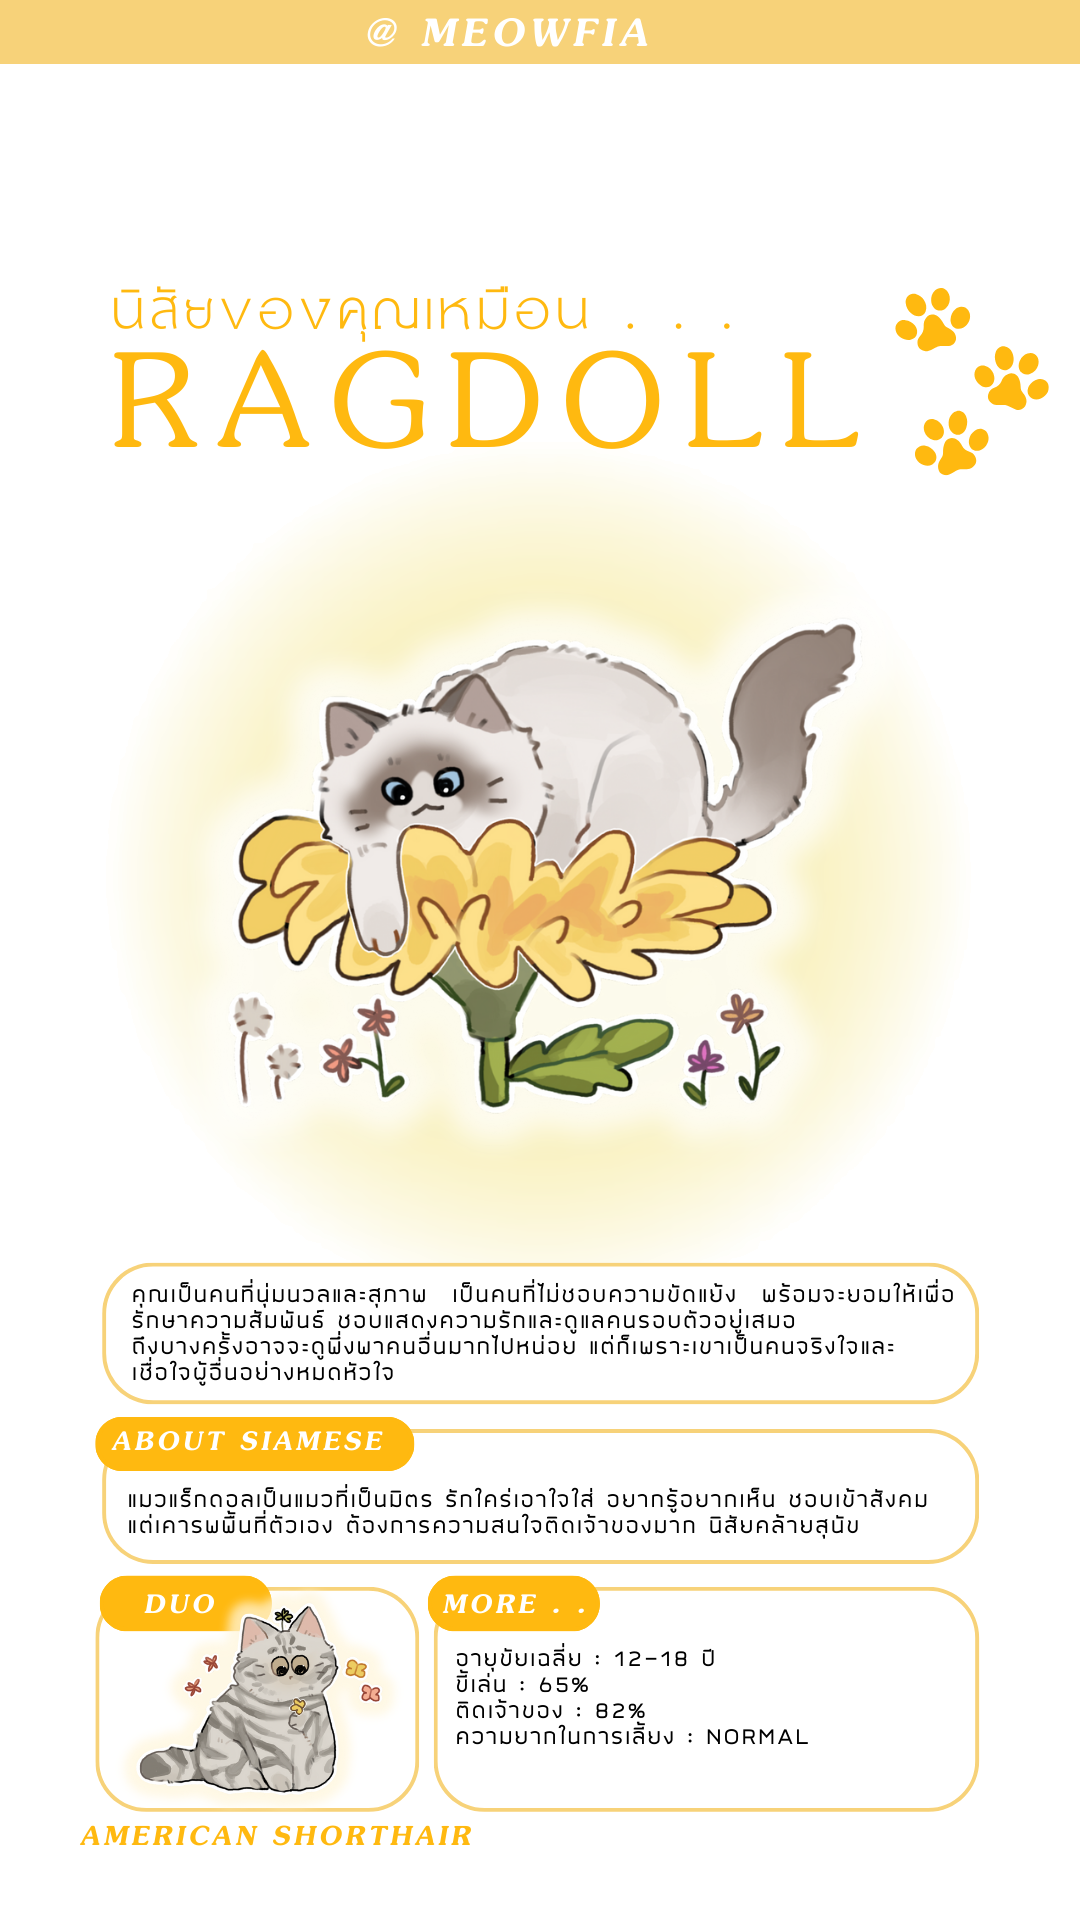 @ MEOWFIA
นิสัยของคุณเหมือน . . .
RAGDOLL
คุณเป็นคนที่นุ่มนวลและสุภาพ เป็นคนที่ไม่ชอบความขัดแย้ง พร้อมจะยอมให้เพื่อ
รักษาความสัมพันธ์ ชอบแสดงความรักและดูแลคนรอบตัวอยู่เสมอ
ถึงบางครั้งอาจจะดูพึ่งพาคนอื่นมากไปหน่อย แต่ก็เพราะเขาเป็นคนจริงใจและ
เชื่อใจผู้อื่นอย่างหมดหัวใจ
ABOUT SIAMESE
แมวแร็กดอลเป็นแมวที่เป็นมิตร รักใคร่เอาใจใส่ อยากรู้อยากเห็น ชอบเข้าสังคม
แต่เคารพพื้นที่ตัวเอง ต้องการความสนใจติดเจ้าของมาก นิสัยคล้ายสุนัข
DUO
MORE . .
อายุขัยเฉลี่ย : 12-18 ปี
ขี้เล่น : 65%
ติดเจ้าของ : 82%
ความยากในการเลี้ยง : NORMAL
AMERICAN SHORTHAIR